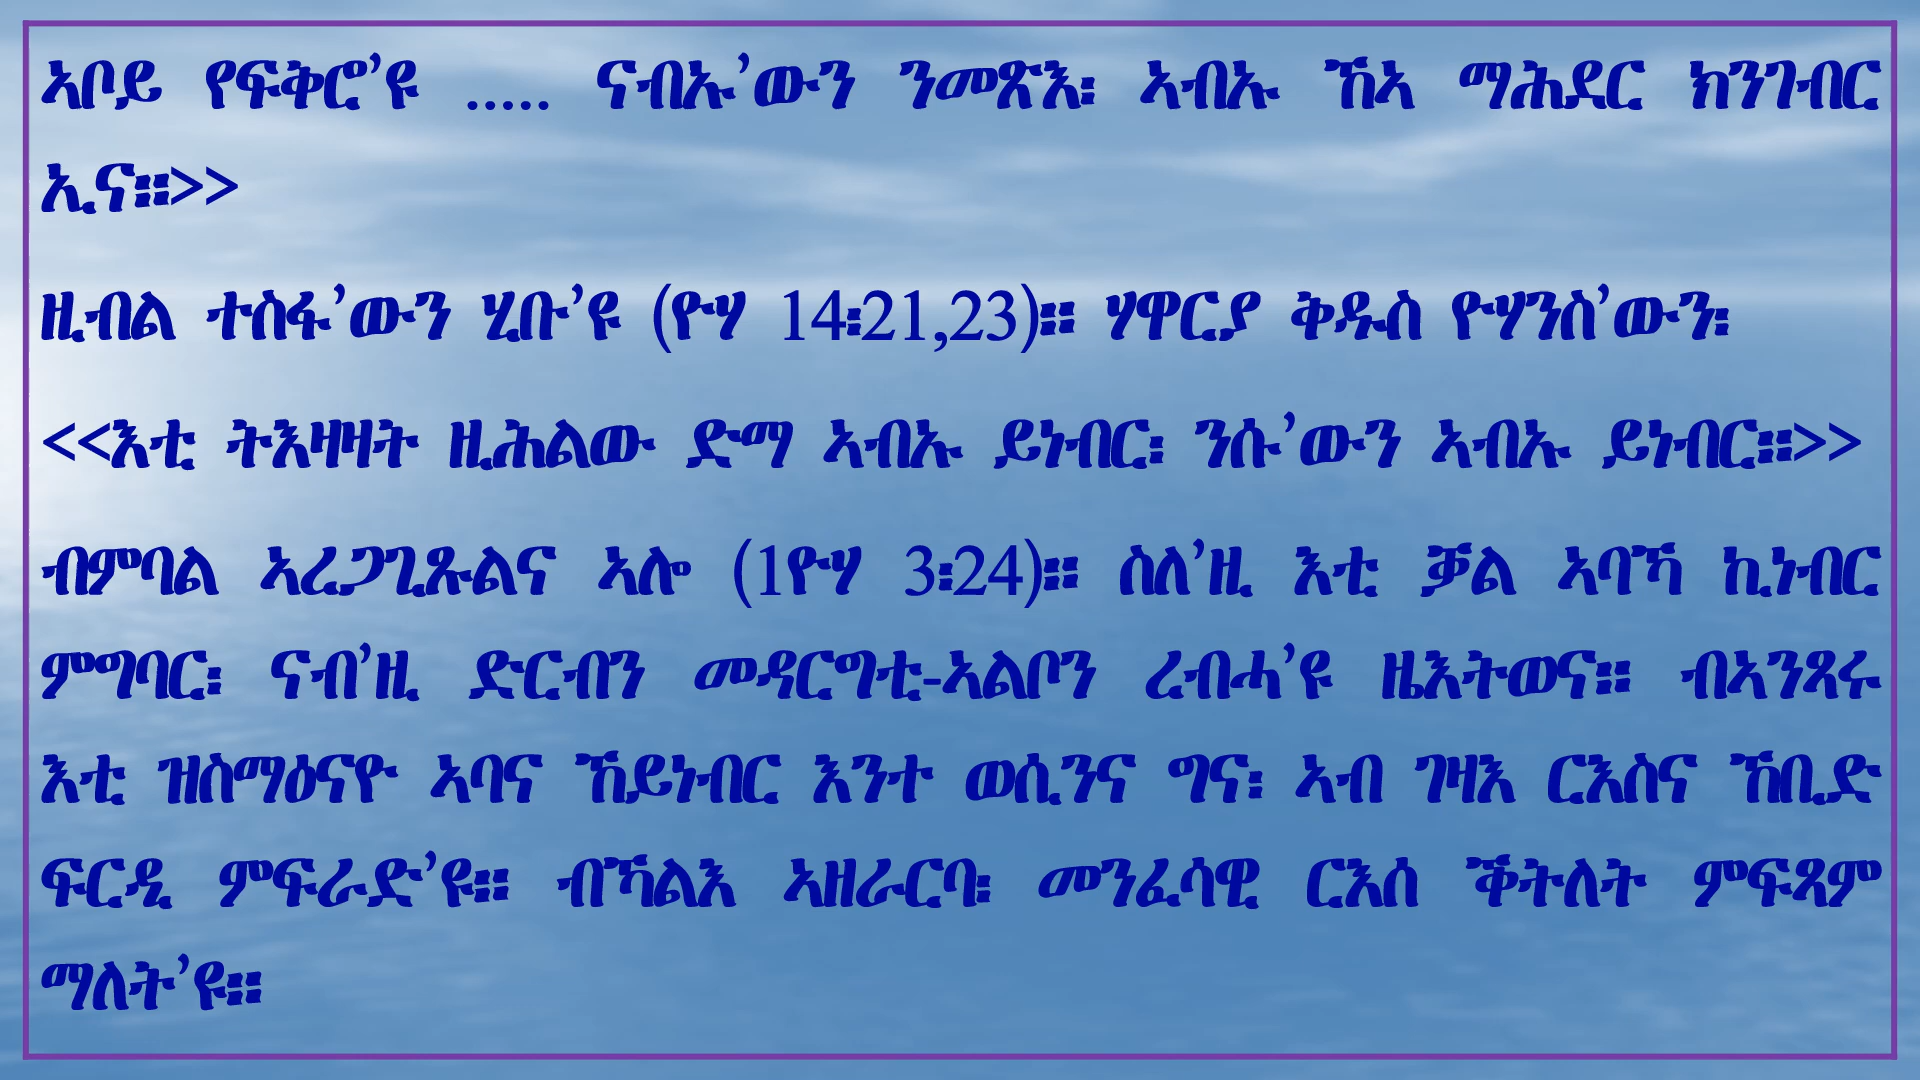 ኣቦይ የፍቅሮ’ዩ ..... ናብኡ’ውን ንመጽእ፡ ኣብኡ ኸኣ ማሕደር ክንገብር
ኢና።>>
ዚብል ተስፋ’ውን ሂቡ’ዩ (ዮሃ 14፡21,23)። ሃዋርያ ቅዱስ ዮሃንስ’ውን፡
<<እቲ ትእዛዛት ዚሕልው ድማ ኣብኡ ይነብር፡ ንሱ’ውን ኣብኡ ይነብር።>>
ብምባል ኣረጋጊጹልና ኣሎ (1ዮሃ 3፡24)። ስለ’ዚ እቲ ቓል ኣባኻ ኪነብር
ምግባር፡ ናብ’ዚ ድርብን መዳርግቲ-ኣልቦን ረብሓ’ዩ ዜእትወና። ብኣንጻሩ
እቲ ዝስማዕናዮ ኣባና ኸይነብር እንተ ወሲንና ግና፡ ኣብ ገዛእ ርእስና ኸቢድ
ፍርዲ ምፍራድ’ዩ። ብኻልእ ኣዘራርባ፡ መንፈሳዊ ርእሰ ቕትለት ምፍጻም
ማለት’ዩ።